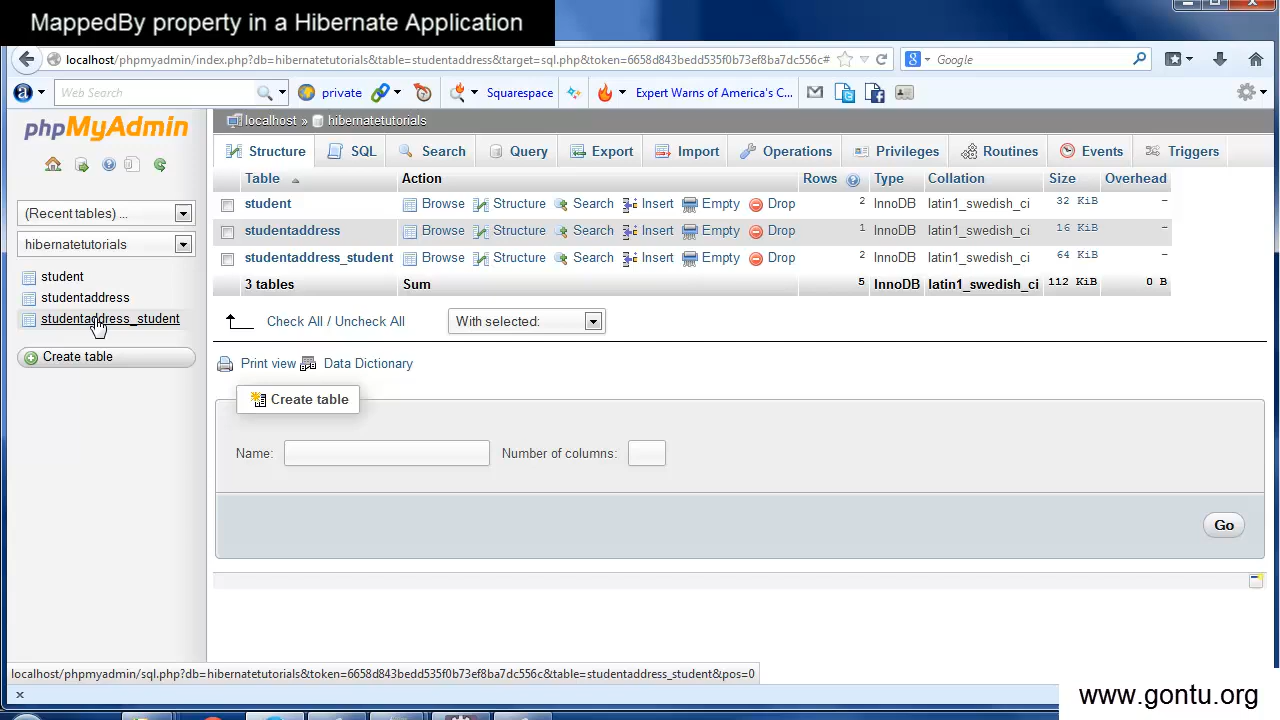 MappedBy property in a Hibernate Application
localhost/phpmyadmin/index.php?db=hibernatetutorials&table=studentaddress&target=sql.php&token=6658d843bedd535f0b73ef8ba7dc556c#
Google
a Web Search private Squarespace Expert Warns of America's C...
phpMyAdmin
localhost » hibernatetutorials
Structure SQL Search Query Export Import Operations Privileges Routines Events Triggers
(Recent tables) ...
hibernatetutorials
student
studentaddress
studentaddress_student
Create table
Table Action Rows Type Collation Size Overhead
student Browse Structure Search Insert Empty Drop 2 InnoDB latin1_swedish_ci 32 KiB -
studentaddress Browse Structure Search Insert Empty Drop 1 InnoDB latin1_swedish_ci 16 KiB -
studentaddress_student Browse Structure Search Insert Empty Drop 2 InnoDB latin1_swedish_ci 64 KiB -
3 tables Sum 5 InnoDB latin1_swedish_ci 112 KiB 0 B
Check All / Uncheck All With selected:
Print view Data Dictionary
Create table
Name: Number of columns:
Go
localhost/phpmyadmin/sql.php?db=hibernatetutorials&token=6658d843bedd535f0b73ef8ba7dc556c&table=studentaddress_student&pos=0
x
www.gontu.org